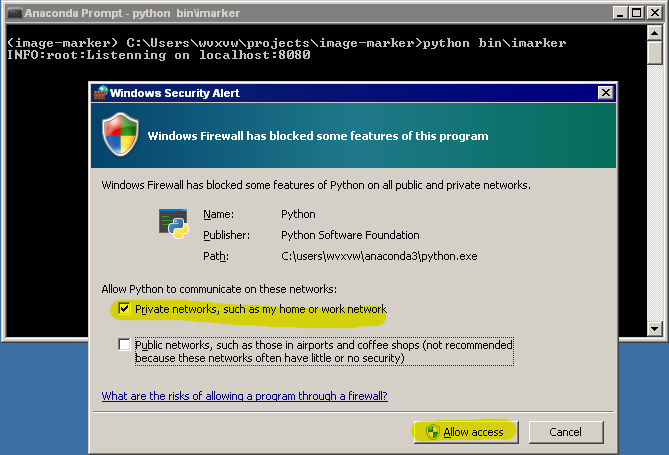 Anaconda Prompt - python  bin\imarker
(image-marker) C:\Users\wvxvw\projects\image-marker>python bin\imarker
INFO:root:Listenning on localhost:8080
Windows Security Alert
Windows Firewall has blocked some features of this program
Windows Firewall has blocked some features of Python on all public and private networks.
Name: Python
Publisher: Python Software Foundation
Path: C:\users\wvxvw\anaconda3\python.exe
Allow Python to communicate on these networks:
Private networks, such as my home or work network
Public networks, such as those in airports and coffee shops (not recommended
because these networks often have little or no security)
What are the risks of allowing a program through a firewall?
Allow access Cancel